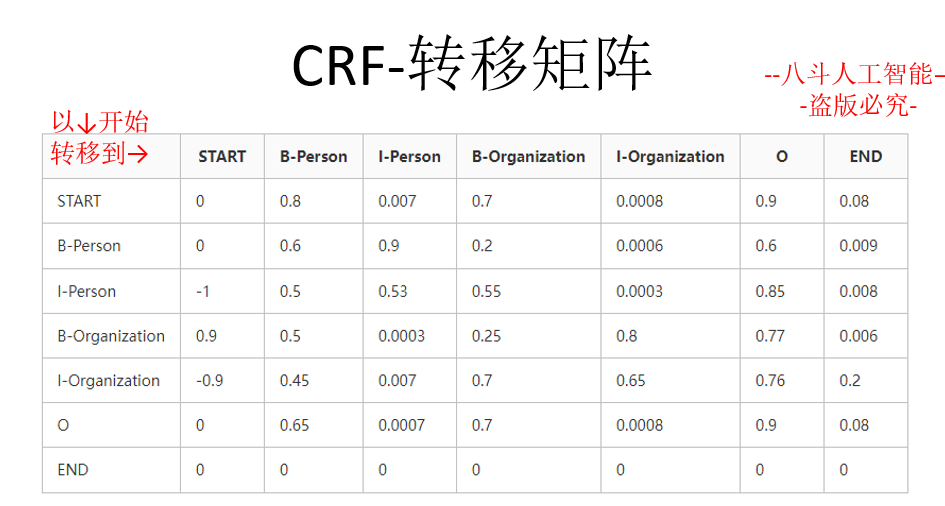 CRF-转移矩阵
--八斗人工智能-
-盗版必究-
以↓开始
转移到→
START B-Person I-Person B-Organization I-Organization O END
START 0 0.8 0.007 0.7 0.0008 0.9 0.08
B-Person 0 0.6 0.9 0.2 0.0006 0.6 0.009
I-Person -1 0.5 0.53 0.55 0.0003 0.85 0.008
B-Organization 0.9 0.5 0.0003 0.25 0.8 0.77 0.006
I-Organization -0.9 0.45 0.007 0.7 0.65 0.76 0.2
O 0 0.65 0.0007 0.7 0.0008 0.9 0.08
END 0 0 0 0 0 0 0